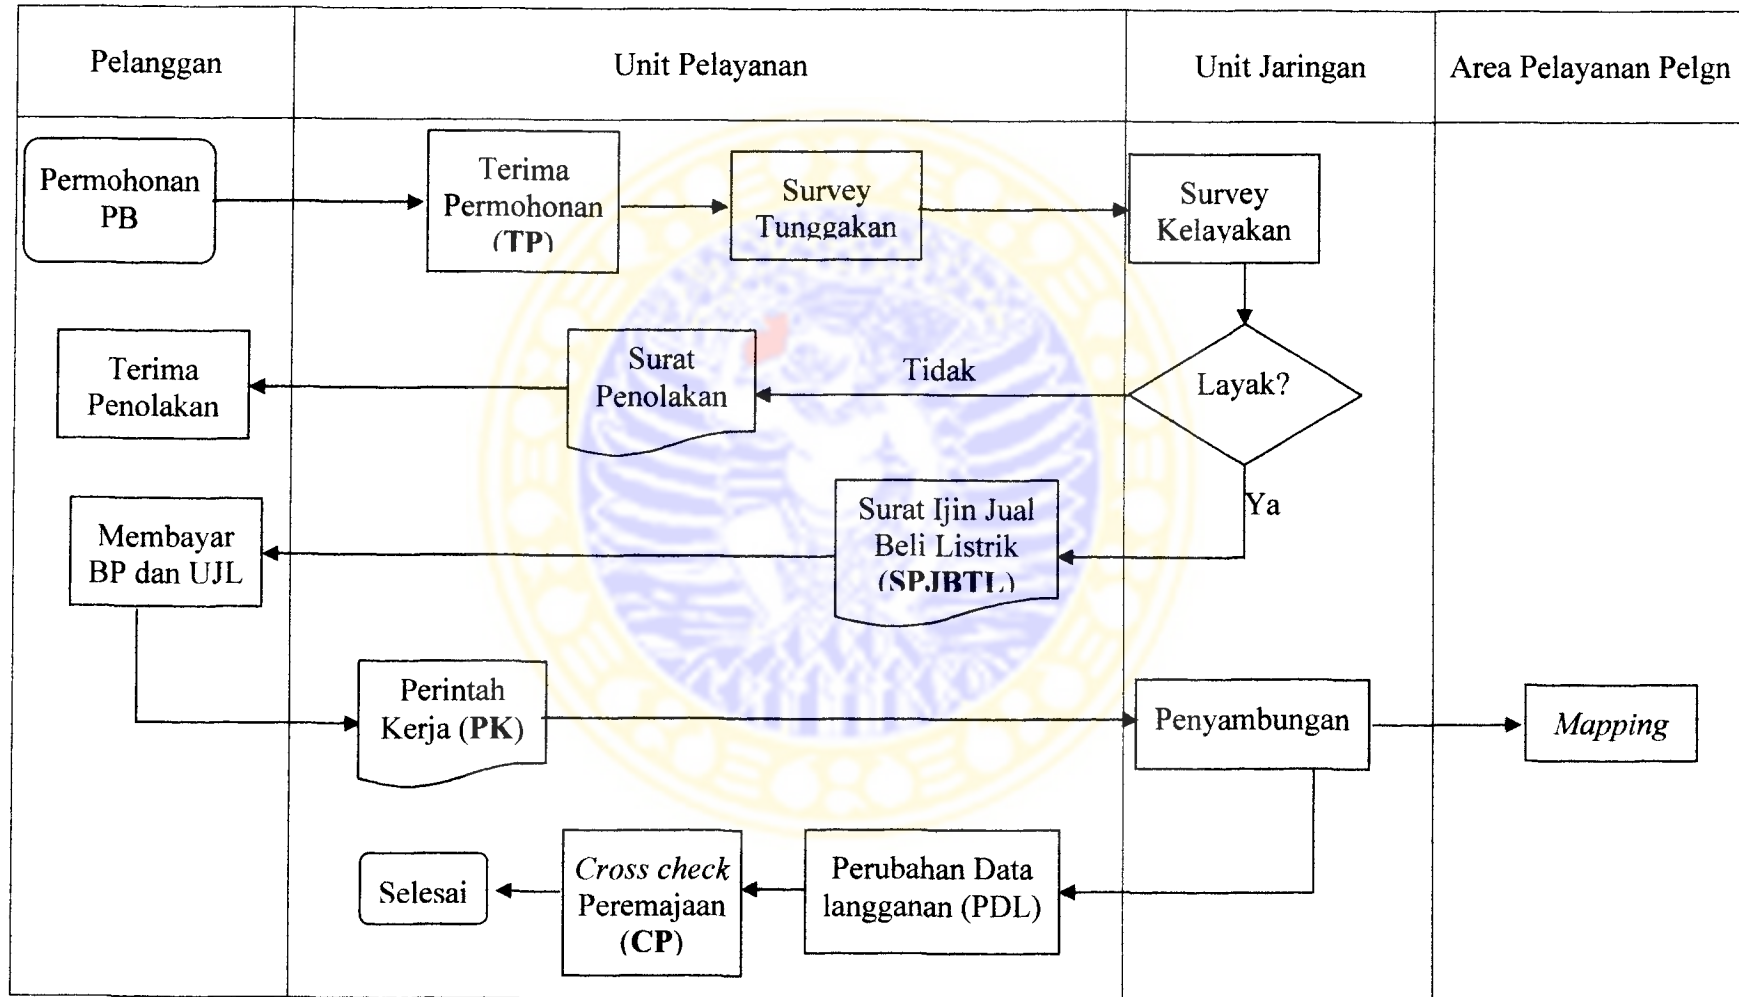 Pelanggan
Unit Pelayanan
Unit Jaringan
Area Pelayanan Pelgn
Permohonan
PB
Terima
Permohonan
(TP)
Survey
Tunggakan
Survey
Kelayakan
Terima
Penolakan
Surat
Penolakan
Tidak
Layak?
Ya
Membayar
BP dan UJL
Surat Ijin Jual
Beli Listrik
(SPJBTL)
Perintah
Kerja (PK)
Penyambungan
Mapping
Selesai
Cross check
Peremajaan
(CP)
Perubahan Data
langganan (PDL)